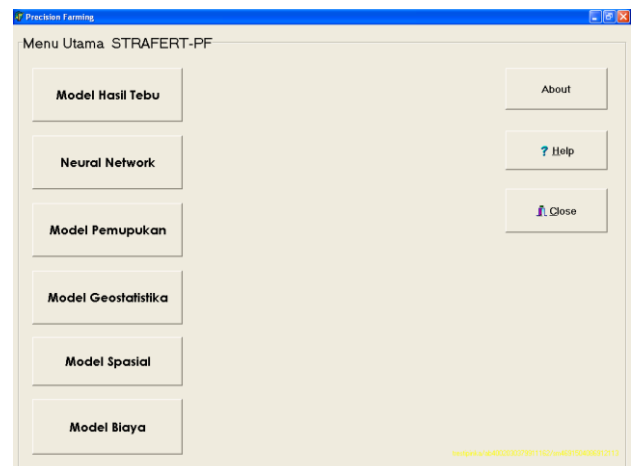 Precision Farming
Menu Utama STRAFERT-PF
Model Hasil Tebu
Neural Network
Model Pemupukan
Model Geostatistika
Model Spasial
Model Biaya
About
? Help
Close